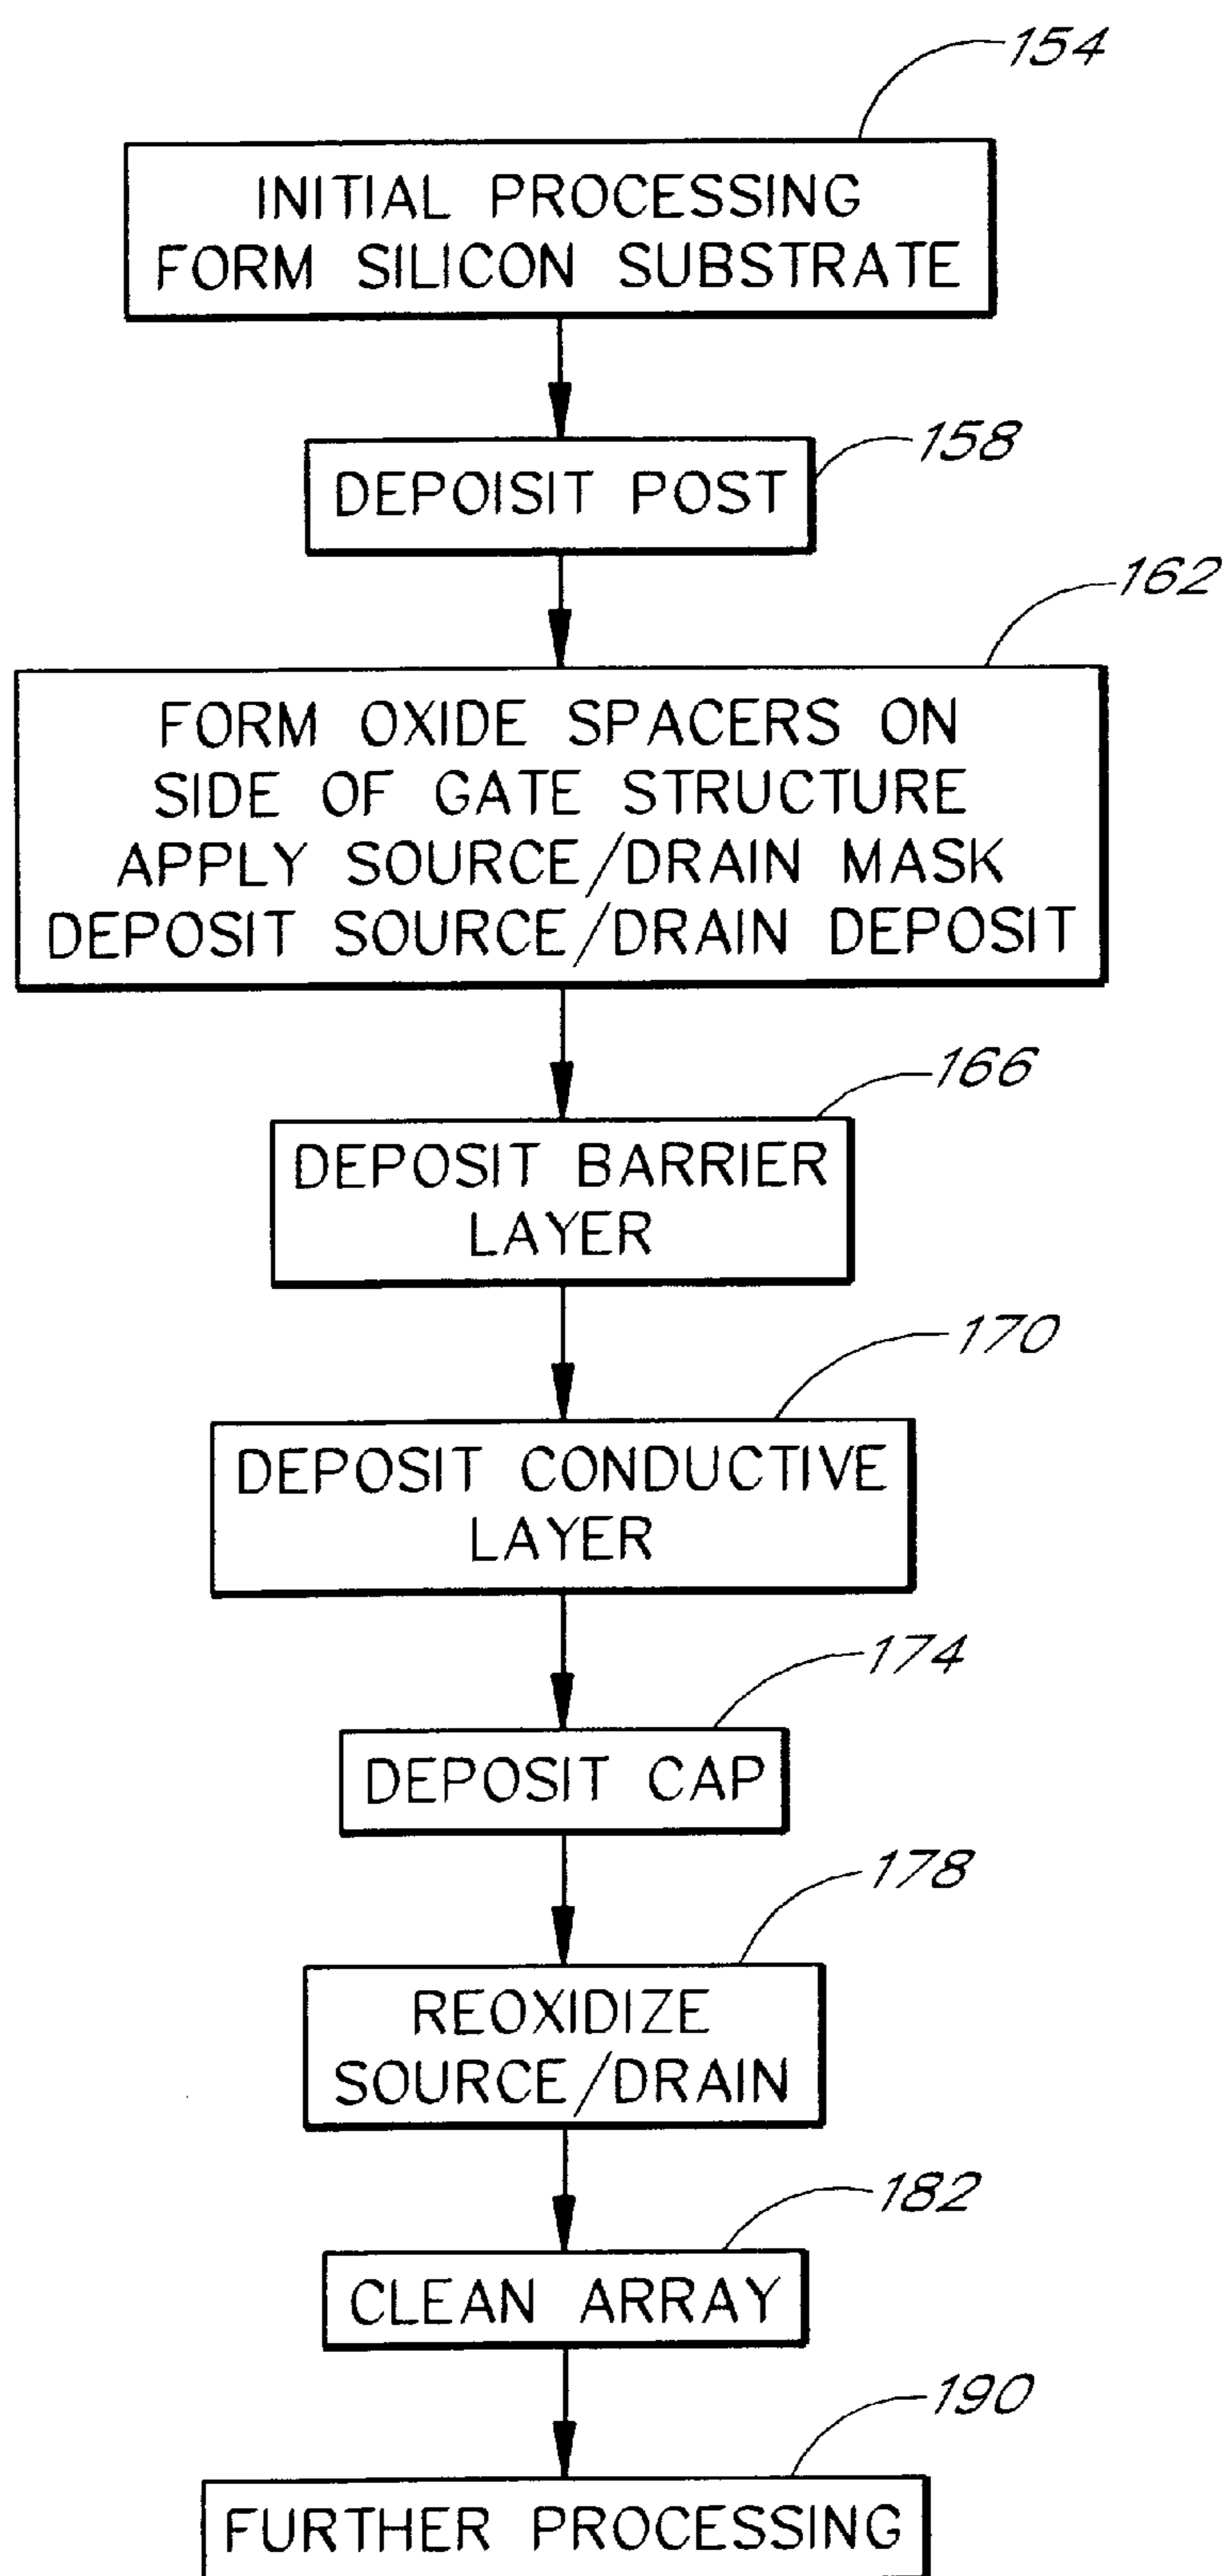 154
INITIAL PROCESSING
FORM SILICON SUBSTRATE
158
DEPOISIT POST
162
FORM OXIDE SPACERS ON
SIDE OF GATE STRUCTURE
APPLY SOURCE/DRAIN MASK
DEPOSIT SOURCE/DRAIN DEPOSIT
166
DEPOSIT BARRIER
LAYER
170
DEPOSIT CONDUCTIVE
LAYER
174
DEPOSIT CAP
178
REOXIDIZE
SOURCE/DRAIN
182
CLEAN ARRAY
190
FURTHER PROCESSING